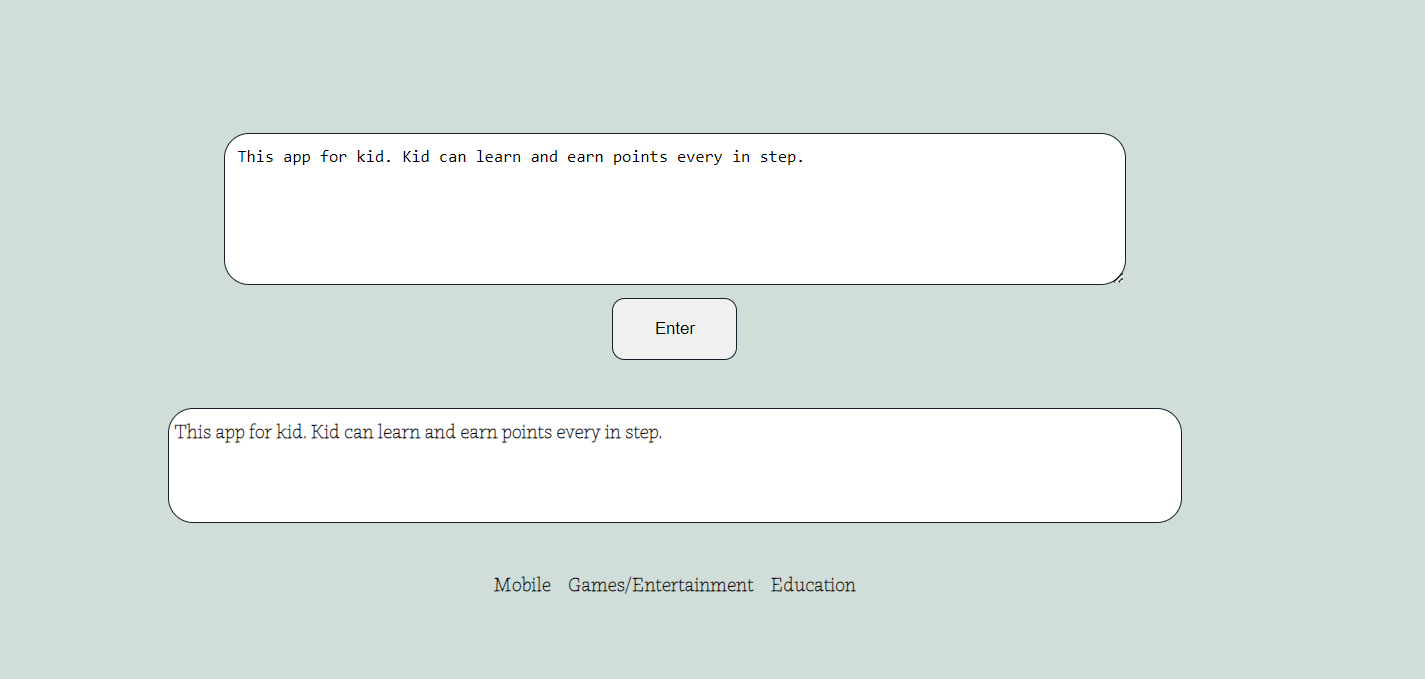 This app for kid. Kid can learn and earn points every in step.
Enter
This app for kid. Kid can learn and earn points every in step.
Mobile Games/Entertainment Education